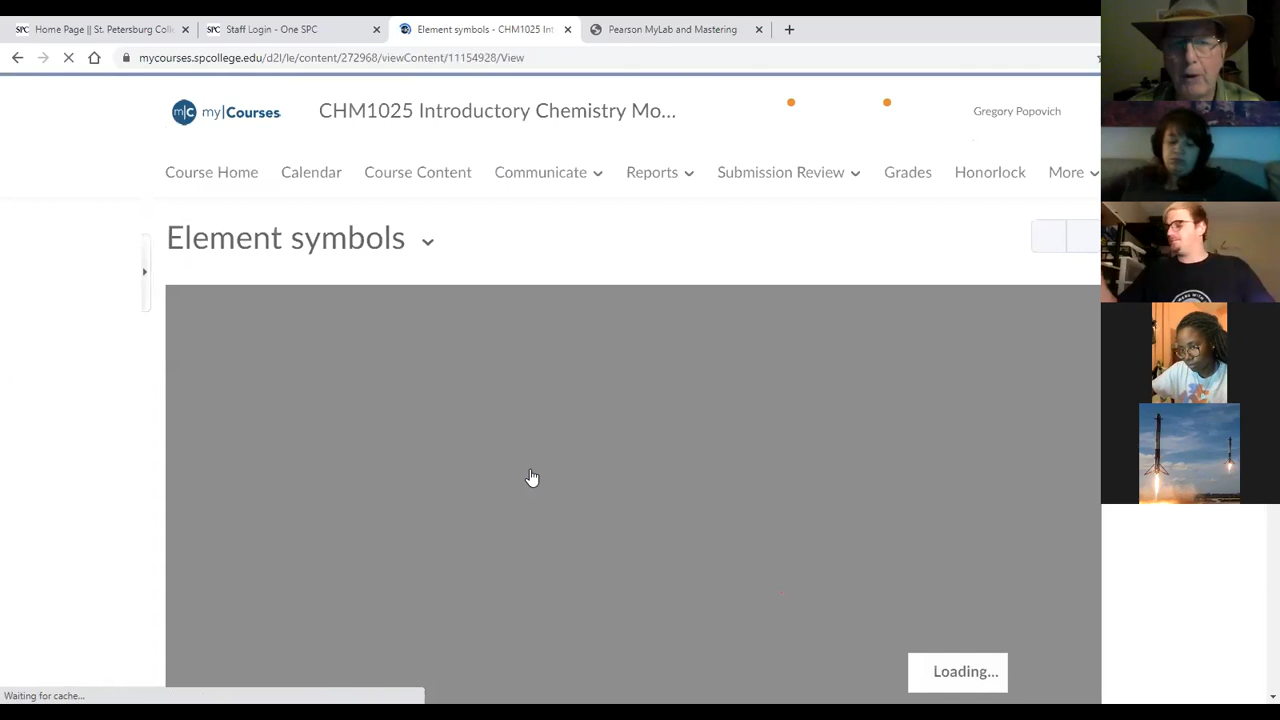 Home Page || St. Petersburg Coll
Staff Login - One SPC
Element symbols - CHM1025 Int
Pearson MyLab and Mastering
mycourses.spcollege.edu/d2l/le/content/272968/viewContent/11154928/View
m|c my|Courses
CHM1025 Introductory Chemistry Mo...
Gregory Popovich
Course Home Calendar Course Content Communicate Reports Submission Review Grades Honorlock More
Element symbols
Loading...
Waiting for cache...